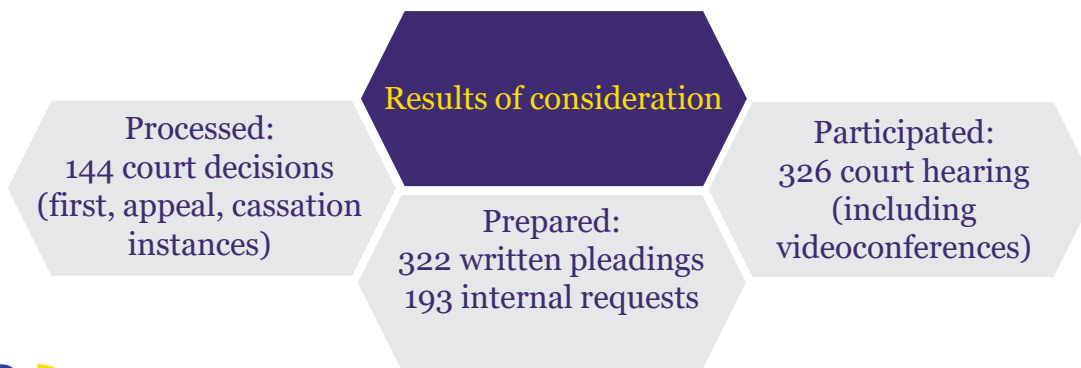 Results of consideration
Processed:
144 court decisions
(first, appeal, cassation
instances)
Prepared:
322 written pleadings
193 internal requests
Participated:
326 court hearing
(including
videoconferences)